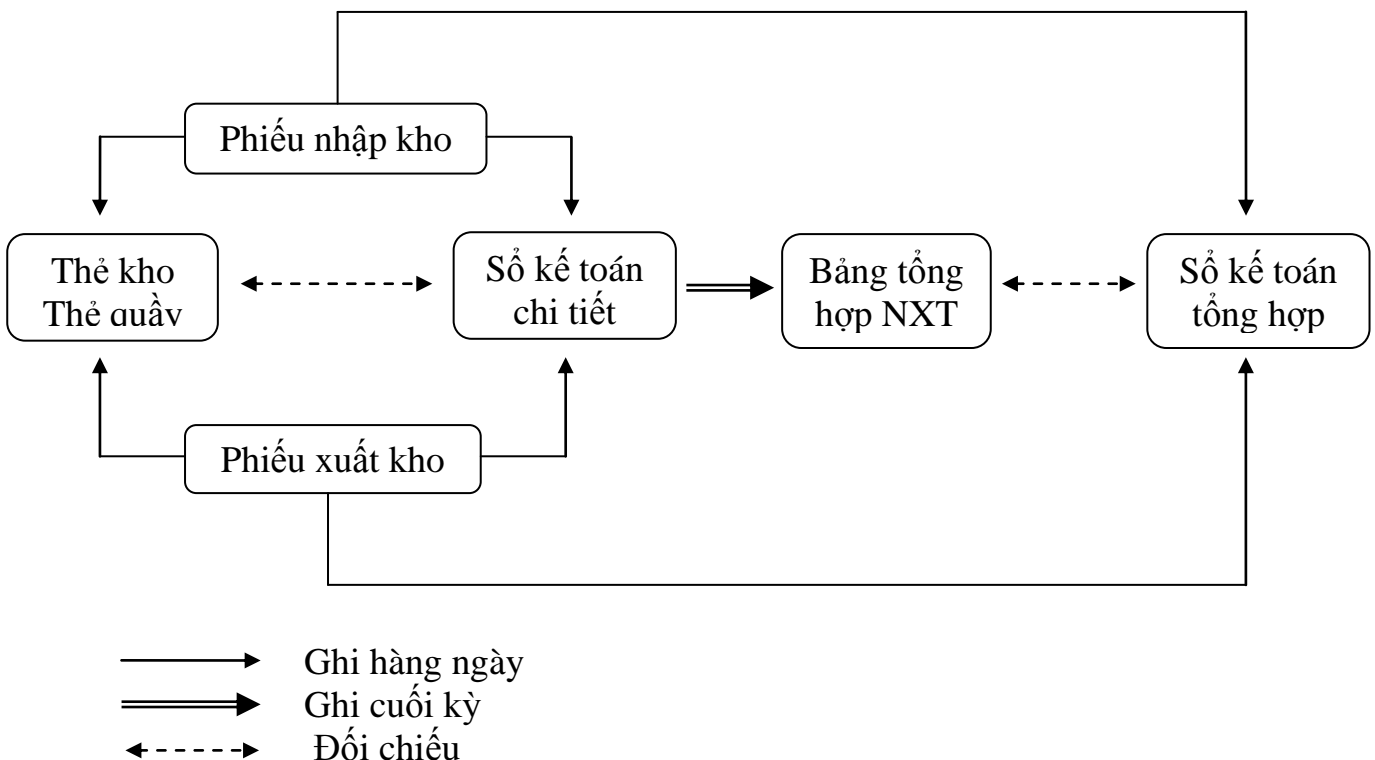 Phiếu nhập kho
Thẻ kho
Thẻ quầy
Sổ kế toán
chi tiết
Bảng tổng
hợp NXT
Sổ kế toán
tổng hợp
Phiếu xuất kho
Ghi hàng ngày
Ghi cuối kỳ
Đối chiếu